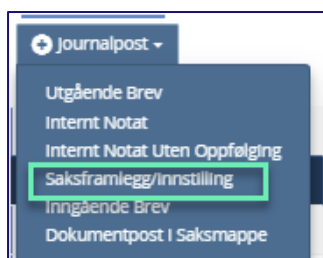 Journalpost
Utgående Brev
Internt Notat
Internt Notat Uten Oppfølging
Saksframlegg/Innstilling
Inngående Brev
Dokumentpost I Saksmappe